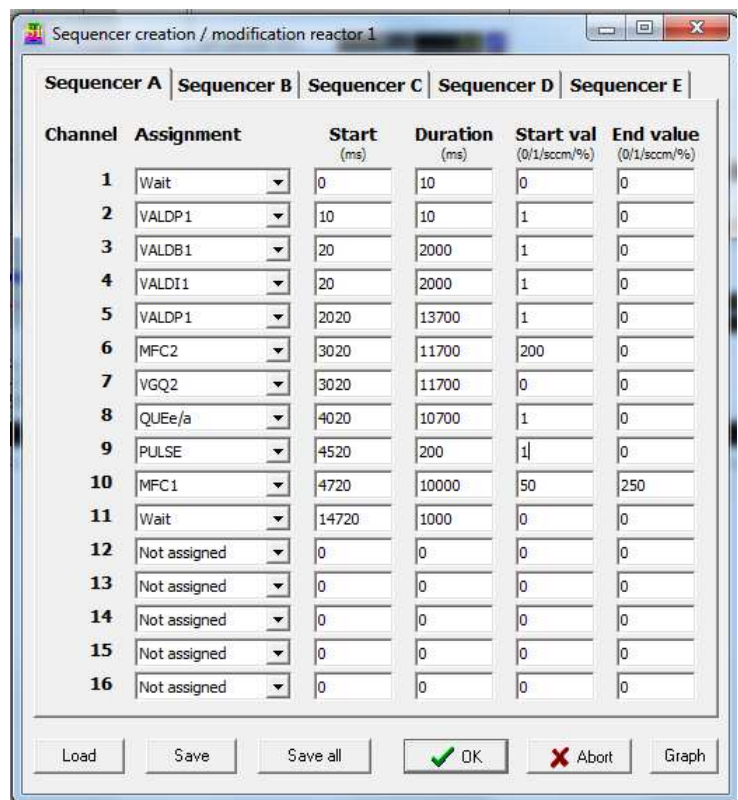 Sequencer creation / modification reactor 1
Sequencer A Sequencer B Sequencer C Sequencer D Sequencer E
Channel Assignment Start Duration Start val End value
(ms) (ms) (0/1/sccm/%) (0/1/sccm/%)
1 Wait 0 10 0 0
2 VALDP1 10 10 1 0
3 VALDB1 20 2000 1 0
4 VALDI1 20 2000 1 0
5 VALDP1 2020 13700 1 0
6 MFC2 3020 11700 200 0
7 VGQ2 3020 11700 0 0
8 QUEe/a 4020 10700 1 0
9 PULSE 4520 200 1 0
10 MFC1 4720 10000 50 250
11 Wait 14720 1000 0 0
12 Not assigned 0 0 0 0
13 Not assigned 0 0 0 0
14 Not assigned 0 0 0 0
15 Not assigned 0 0 0 0
16 Not assigned 0 0 0 0
Load Save Save all OK Abort Graph